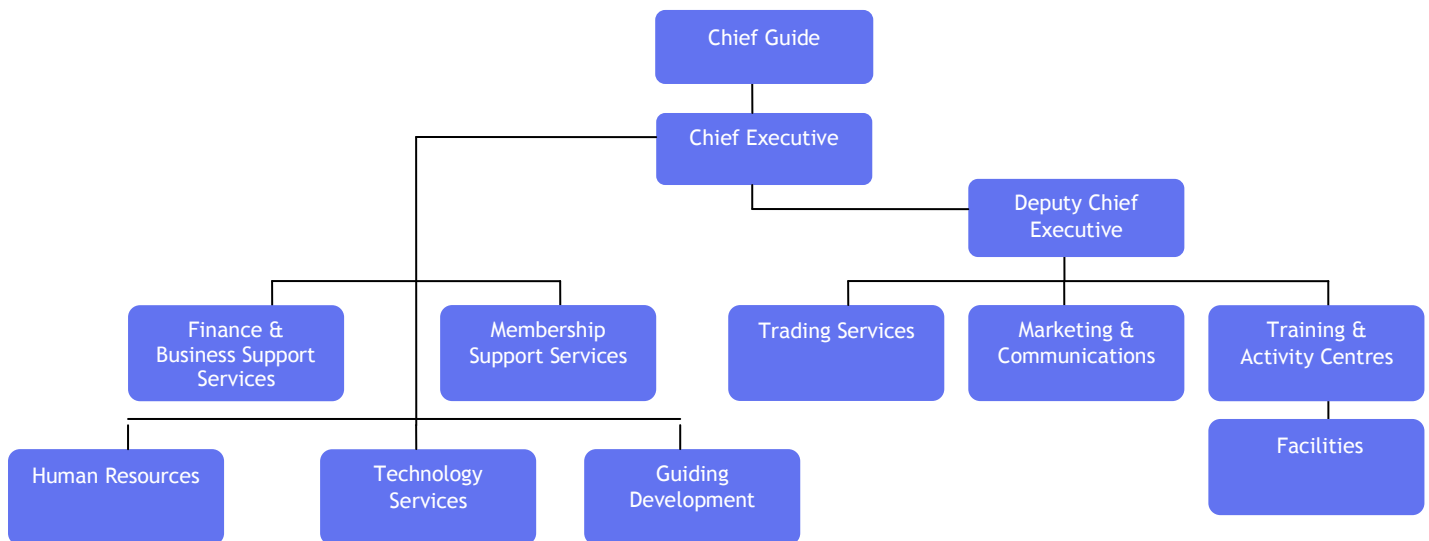 Chief Guide
Chief Executive
Deputy Chief
Executive
Finance &
Business Support
Services
Membership
Support Services
Trading Services
Marketing &
Communications
Training &
Activity Centres
Human Resources
Technology
Services
Guiding
Development
Facilities